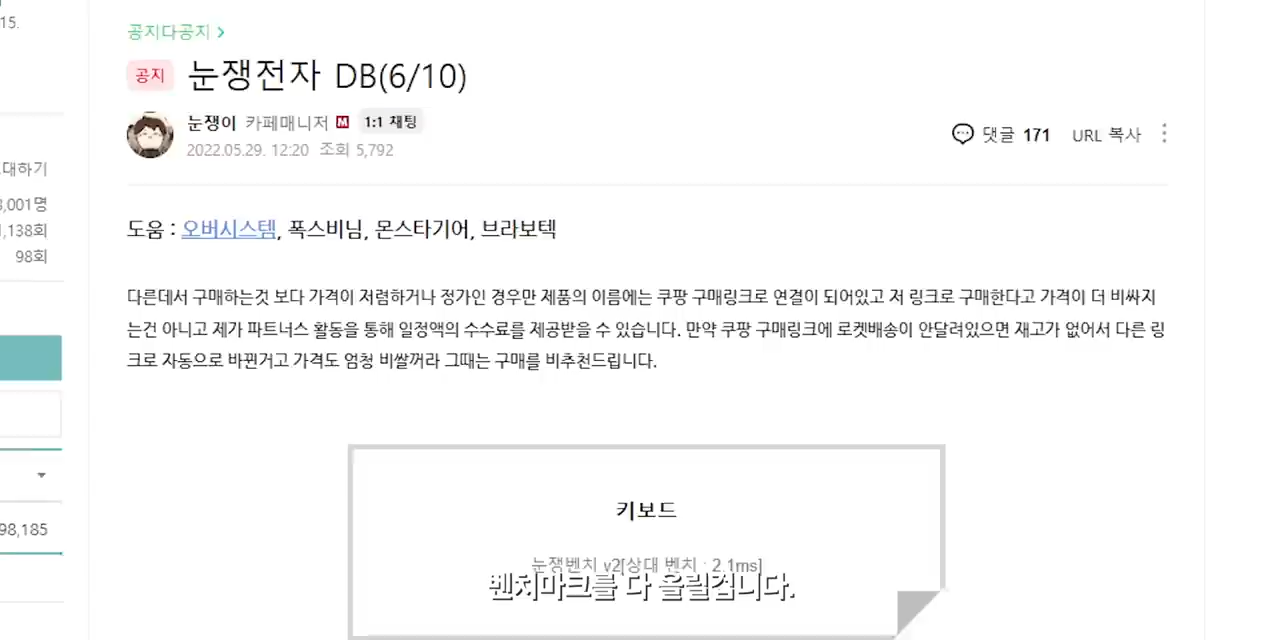 15.
공지다공지 >
공지 눈쟁전자 DB(6/10)
눈쟁이 카페매니저 M 1:1 채팅
2022.05.29. 12:20 조회 5,792
댓글 171 URL 복사
대하기
,001명
,138회
98회
98,185
도움 : 오버시스템, 폭스비님, 몬스타기어, 브라보텍
다른데서 구매하는것 보다 가격이 저렴하거나 정가인 경우만 제품의 이름에는 쿠팡 구매링크로 연결이 되어있고 저 링크로 구매한다고 가격이 더 비싸지
는건 아니고 제가 파트너스 활동을 통해 일정액의 수수료를 제공받을 수 있습니다. 만약 쿠팡 구매링크에 로켓배송이 안달려있으면 재고가 없어서 다른 링
크로 자동으로 바뀐거고 가격도 엄청 비쌀꺼라 그때는 구매를 비추천드립니다.
키보드
눈쟁벤치 v2[상대 벤치 : 2.1ms]
벤치마크를 다 올릴겁니다.